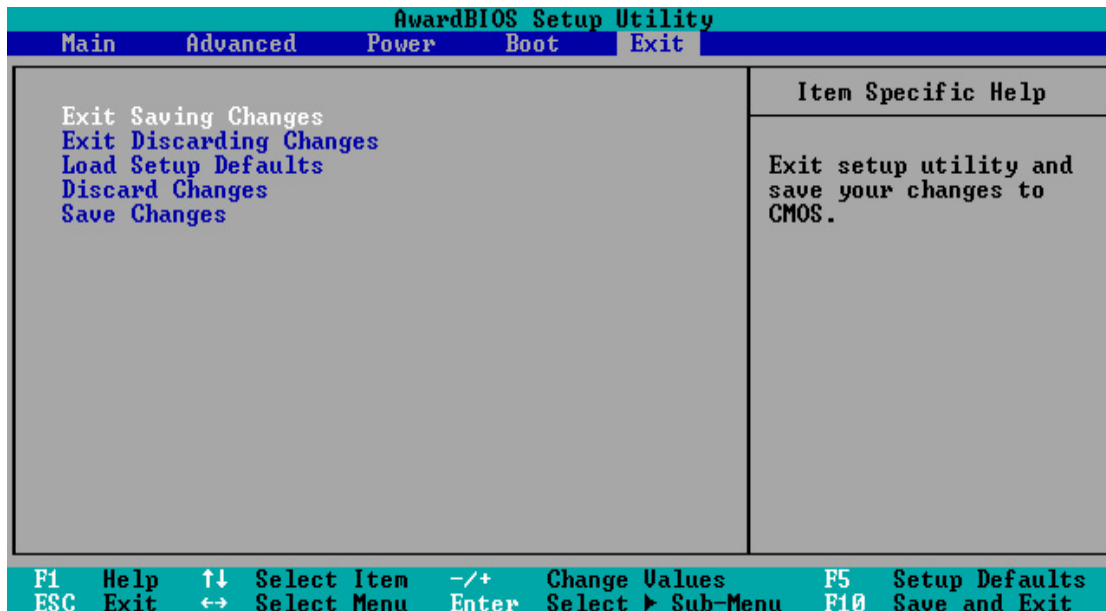 AwardBIOS Setup Utility
Main Advanced Power Boot Exit
Exit Saving Changes
Exit Discarding Changes
Load Setup Defaults
Discard Changes
Save Changes
Item Specific Help
Exit setup utility and
save your changes to
CMOS.
F1 Help ↑↓ Select Item -/+ Change Values F5 Setup Defaults
ESC Exit ↔ Select Menu Enter Select ▶ Sub-Menu F10 Save and Exit